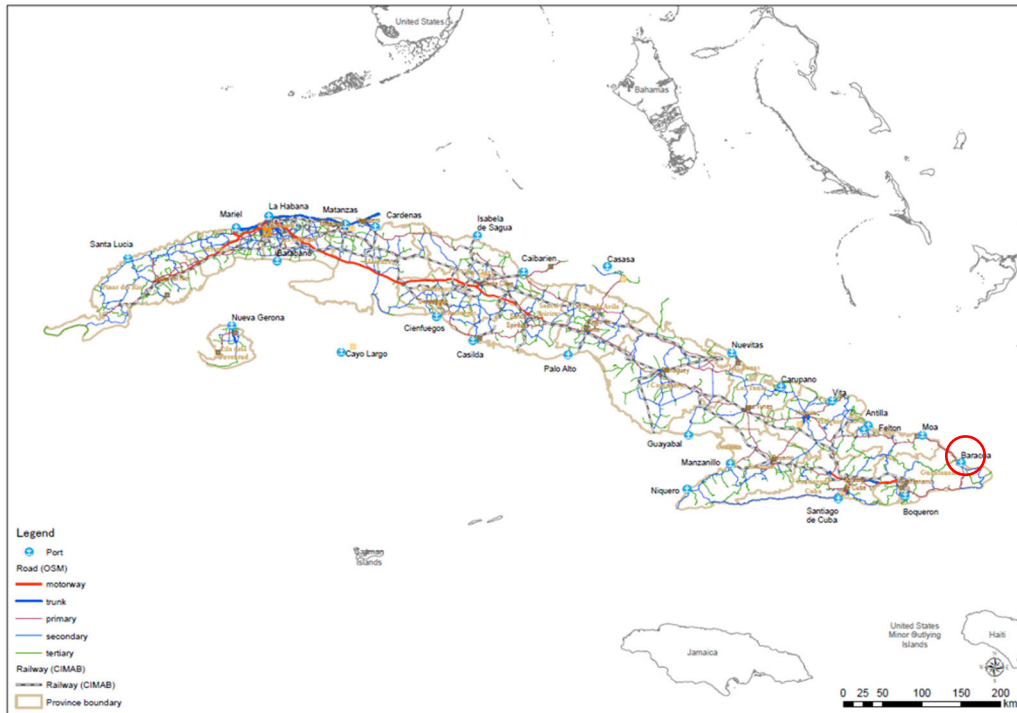 United States
Bahamas
La Habana
Mariel
Matanzas
Cardenas
Isabela
de Sagua
Santa Lucia
Batabano
Caibarien
Casasa
Nueva Gerona
Cienfuegos
Cayo Largo
Casilda
Palo Alto
Nuevitas
Carupano
Vita
Antilla
Felton
Moa
Guayabal
Baracoa
Manzanillo
Niquero
Santiago
de Cuba
Boqueron
Cayman
Islands
Legend
Port
Road (OSM)
motorway
trunk
primary
secondary
tertiary
Railway (CIMAB)
Railway (CIMAB)
Province boundary
Jamaica
United States
Minor Outlying
Islands
Haiti
0 25 50 100 150 200
km